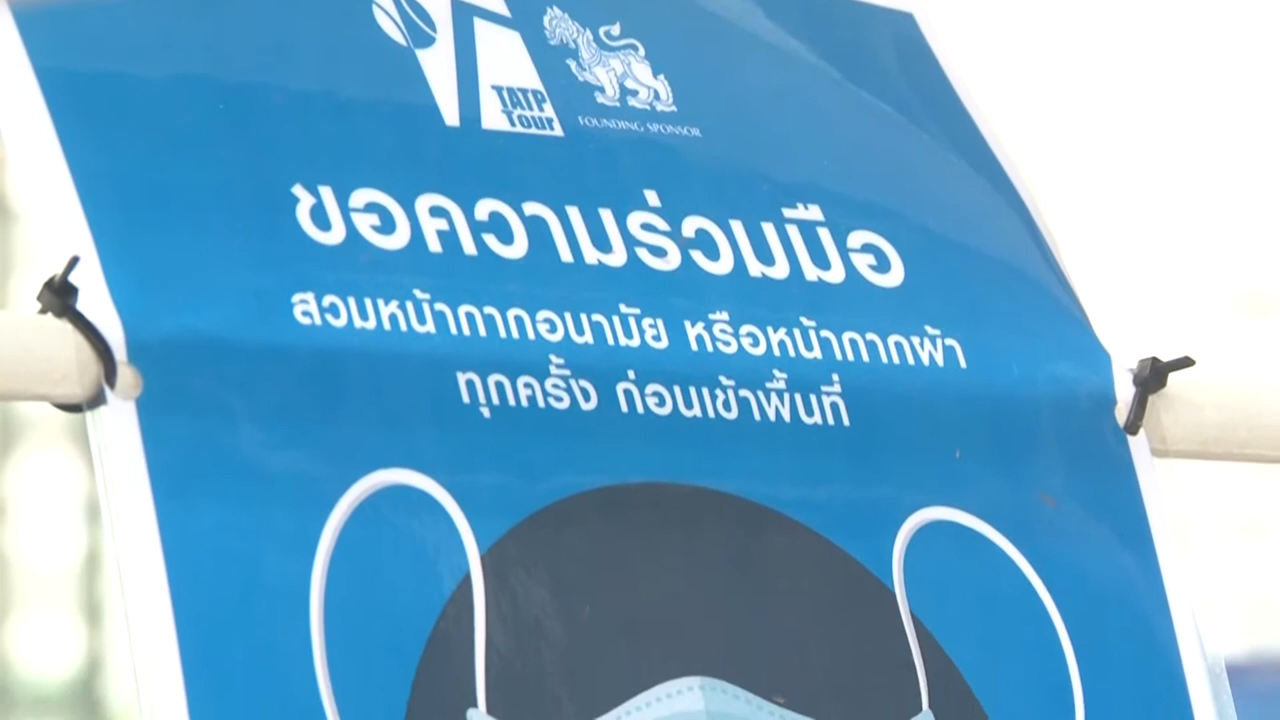 TATP
Tour
FOUNDING SPONSOR
ขอความร่วมมือ
สวมหน้ากากอนามัย หรือหน้ากากผ้า
ทุกครั้ง ก่อนเข้าพื้นที่